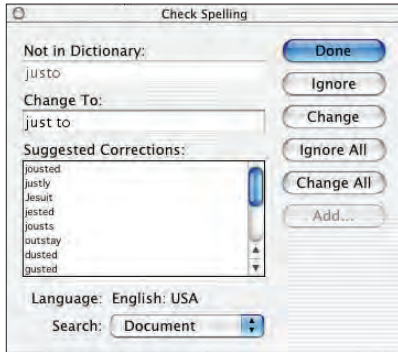 Check Spelling
Not in Dictionary:
justo
Change To:
just to
Suggested Corrections:
jousted
justly
Jesuit
jested
jousts
outstay
dusted
gusted
Done
Ignore
Change
Ignore All
Change All
Add...
Language: English: USA
Search: Document